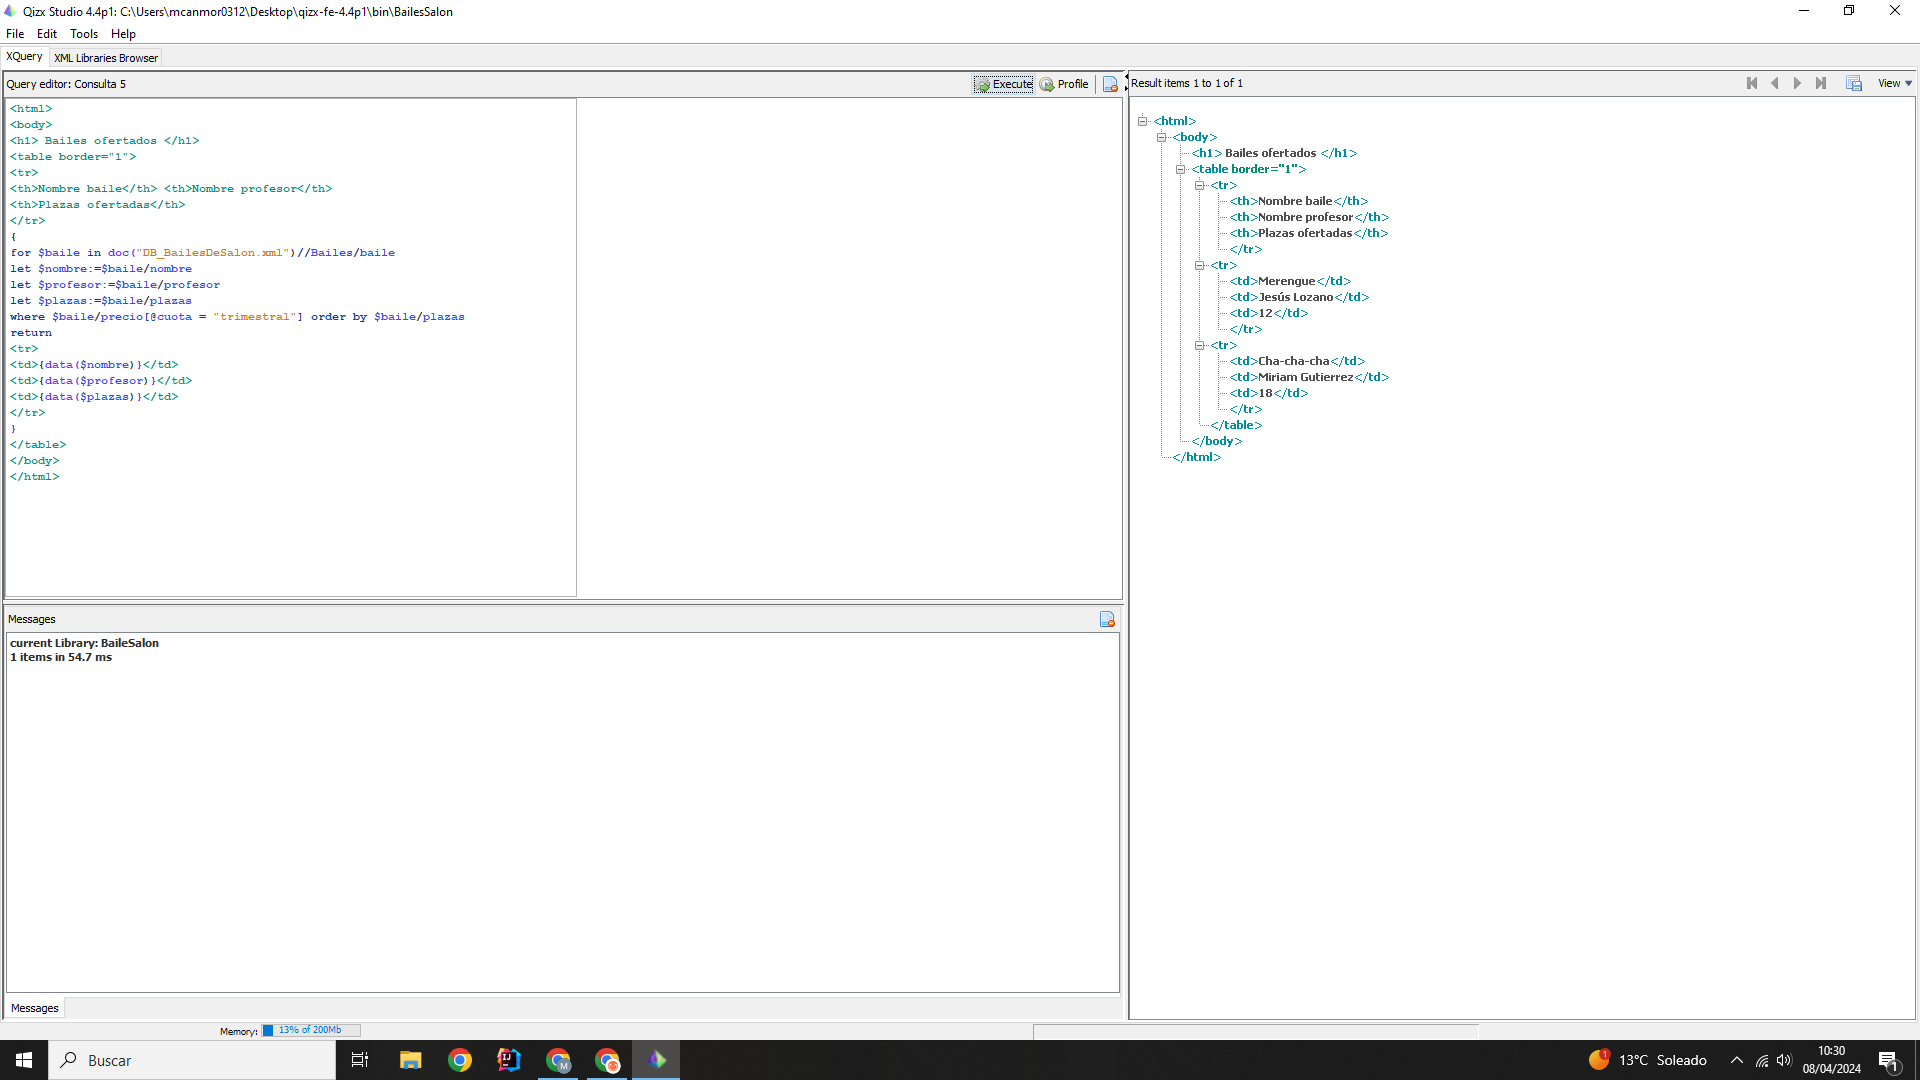 Qizx Studio 4.4p1: C:\Users\mcanmor0312\Desktop\qizx-fe-4.4p1\bin\BailesSalon
File Edit Tools Help
XQuery XML Libraries Browser
Query editor: Consulta 5 Execute Profile
<html>
<body>
<h1> Bailes ofertados </h1>
<table border="1">
<tr>
<th>Nombre baile</th> <th>Nombre profesor</th>
<th>Plazas ofertadas</th>
</tr>
{
for $baile in doc("DB_BailesDeSalon.xml")//Bailes/baile
let $nombre:=$baile/nombre
let $profesor:=$baile/profesor
let $plazas:=$baile/plazas
where $baile/precio[@cuota = "trimestral"] order by $baile/plazas
return
<tr>
<td>{data($nombre)}</td>
<td>{data($profesor)}</td>
<td>{data($plazas)}</td>
</tr>
}
</table>
</body>
</html>
Messages
current Library: BaileSalon
1 items in 54.7 ms
Messages
Memory: 13% of 200Mb
Result items 1 to 1 of 1 View
<html>
<body>
<h1> Bailes ofertados </h1>
<table border="1">
<tr>
<th>Nombre baile</th>
<th>Nombre profesor</th>
<th>Plazas ofertadas</th>
</tr>
<tr>
<td>Merengue</td>
<td>Jesús Lozano</td>
<td>12</td>
</tr>
<tr>
<td>Cha-cha-cha</td>
<td>Miriam Gutierrez</td>
<td>18</td>
</tr>
</table>
</body>
</html>
Buscar
IJ
M
1
13°C Soleado
10:30
08/04/2024
1